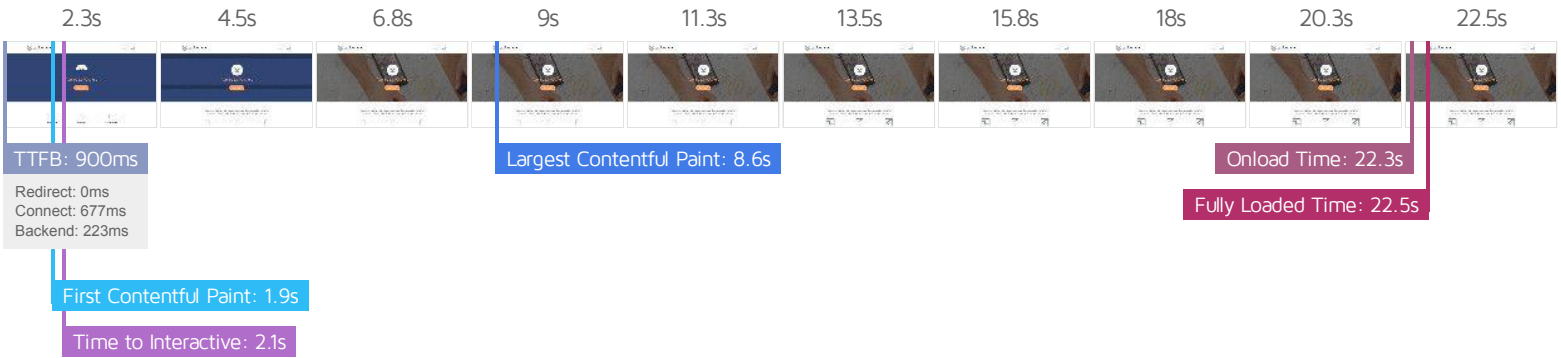 2.3s 4.5s 6.8s 9s 11.3s 13.5s 15.8s 18s 20.3s 22.5s
TTFB: 900ms
Redirect: 0ms
Connect: 677ms
Backend: 223ms
Largest Contentful Paint: 8.6s
Onload Time: 22.3s
Fully Loaded Time: 22.5s
First Contentful Paint: 1.9s
Time to Interactive: 2.1s